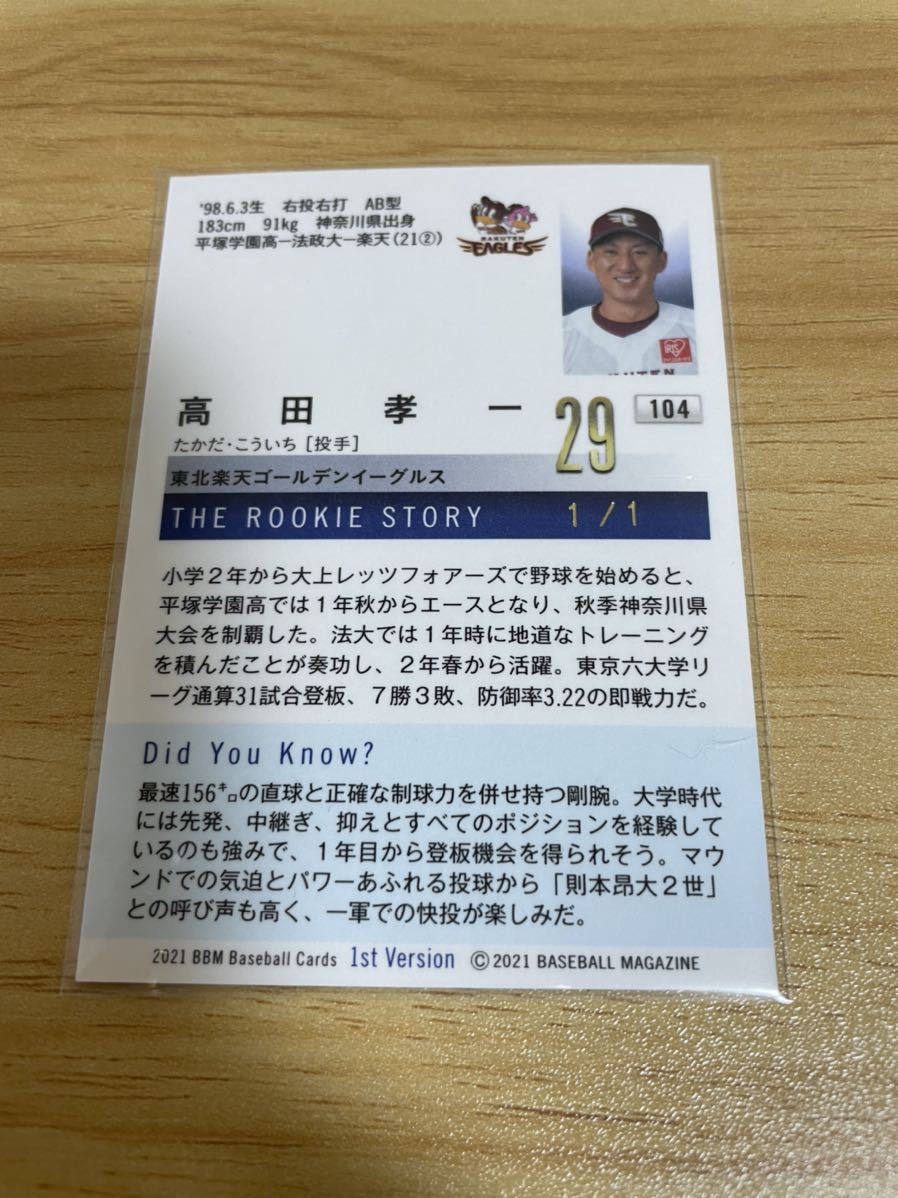 '98.6.3生 右投右打 AB型
183cm 91kg 神奈川県出身
平塚学園高ー法政大ー楽天(21②)
RAKUTEN
EAGLES
IRIS
高田孝一
29
104
たかだ・こういち [投手]
東北楽天ゴールデンイーグルス
THE ROOKIE STORY 1/1
小学2年から大上レッツフォアーズで野球を始めると、
平塚学園高では1年秋からエースとなり、秋季神奈川県
大会を制覇した。法大では1年時に地道なトレーニング
を積んだことが奏功し、2年春から活躍。東京六大学リ
ーグ通算31試合登板、7勝3敗、防御率3.22の即戦力だ。
Did You Know?
最速156㌔の直球と正確な制球力を併せ持つ剛腕。大学時代
には先発、中継ぎ、抑えとすべてのポジションを経験して
いるのも強みで、1年目から登板機会を得られそう。マウ
ンドでの気迫とパワーあふれる投球から「則本昂大2世」
との呼び声も高く、一軍での快投が楽しみだ。
2021 BBM Baseball Cards 1st Version ©2021 BASEBALL MAGAZINE